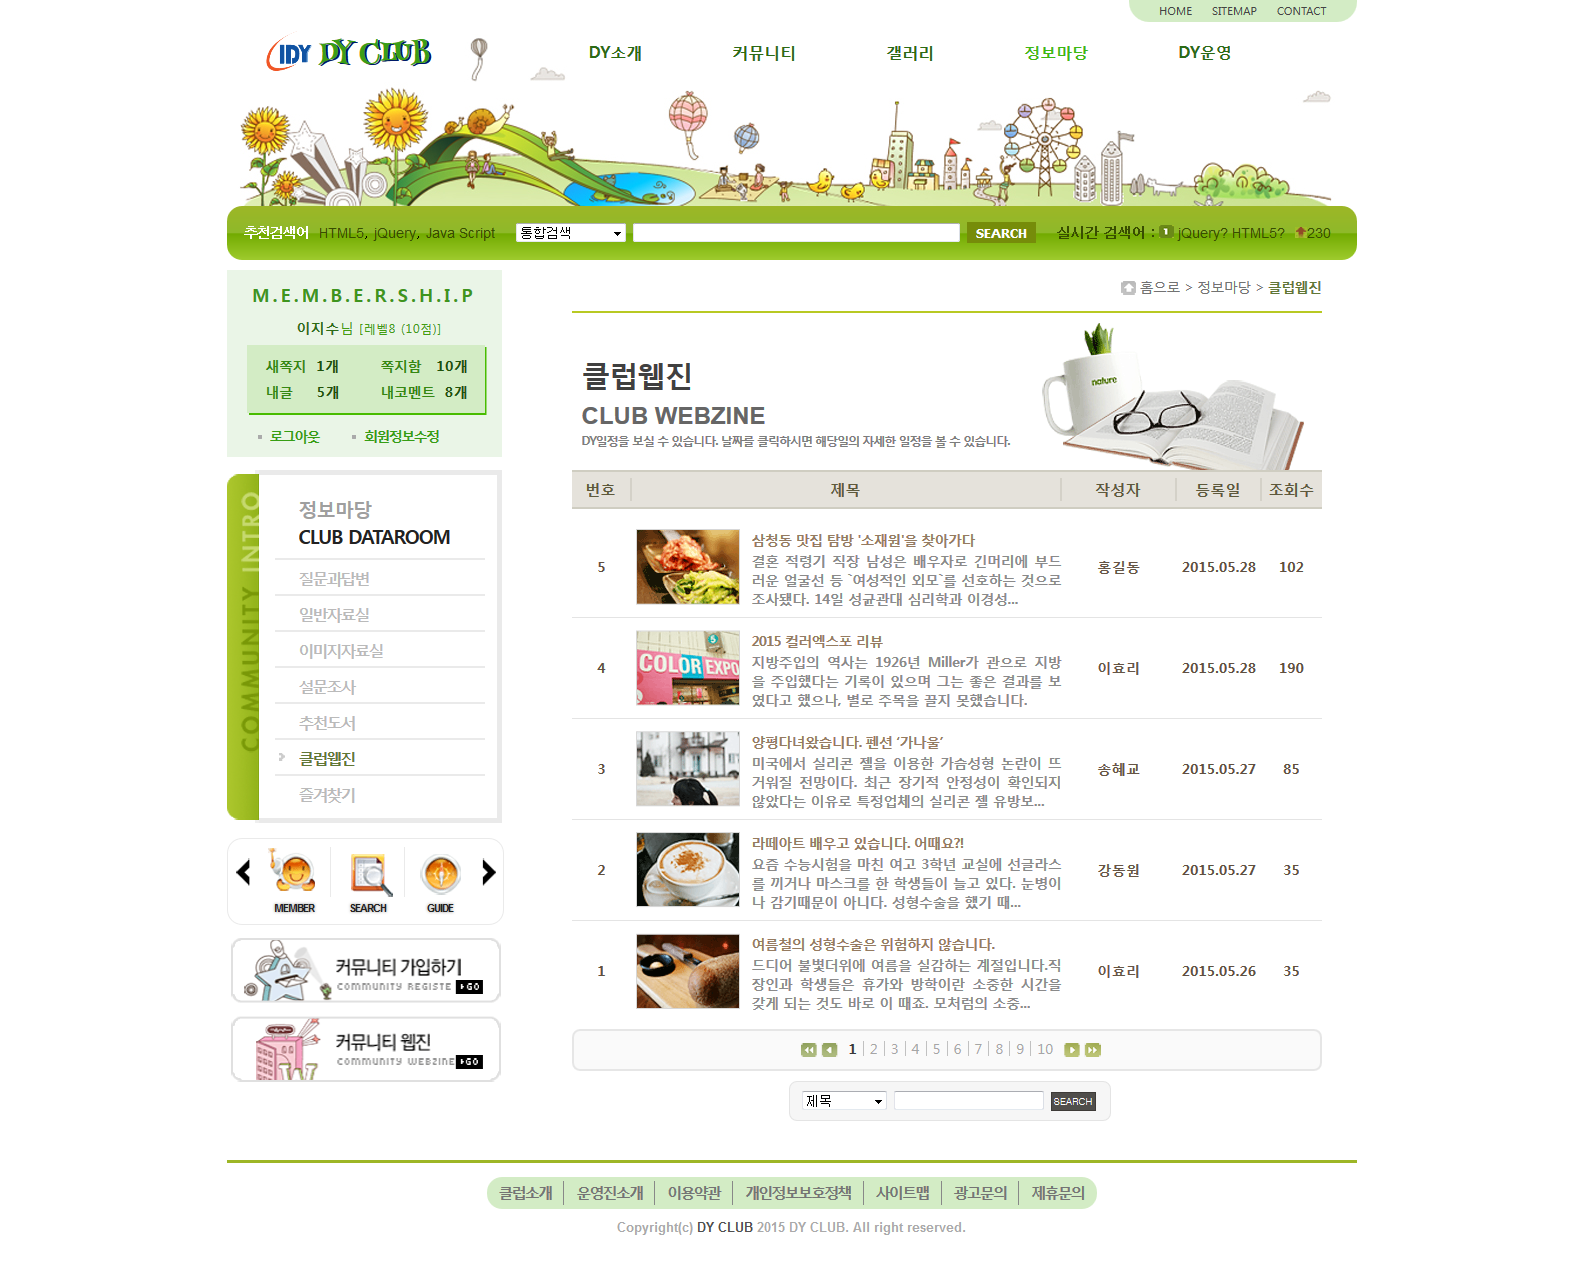 HOME SITEMAP CONTACT
IDY DY CLUB
DY소개 커뮤니티 갤러리 정보마당 DY운영
추천검색어 HTML5, jQuery, Java Script 통합검색 SEARCH 실시간 검색어 : 1 jQuery? HTML5? 230
M.E.M.B.E.R.S.H.I.P
이지수님 [레벨8 (10점)]
새쪽지 1개 쪽지함 10개
내글 5개 내코멘트 8개
로그아웃 회원정보수정
COMMUNITY INTRO
정보마당
CLUB DATAROOM
질문과답변
일반자료실
이미지자료실
설문조사
추천도서
클럽웹진
즐겨찾기
MEMBER SEARCH GUIDE
커뮤니티 가입하기
COMMUNITY REGISTE GO
커뮤니티 웹진
COMMUNITY WEBZINE GO
홈으로 > 정보마당 > 클럽웹진
클럽웹진
CLUB WEBZINE
DY일정을 보실 수 있습니다. 날짜를 클릭하시면 해당일의 자세한 일정을 볼 수 있습니다.
nature
번호 제목 작성자 등록일 조회수
삼청동 맛집 탐방 '소재원'을 찾아가다
결혼 적령기 직장 남성은 배우자로 긴머리에 부드
5 러운 얼굴선 등 `여성적인 외모`를 선호하는 것으로 홍길동 2015.05.28 102
조사됐다. 14일 성균관대 심리학과 이경성...
5
COLOR EXPO
2015 컬러엑스포 리뷰
지방주입의 역사는 1926년 Miller가 관으로 지방
4 을 주입했다는 기록이 있으며 그는 좋은 결과를 보 이효리 2015.05.28 190
였다고 했으나, 별로 주목을 끌지 못했습니다.
양평다녀왔습니다. 펜션 ‘가나울’
미국에서 실리콘 젤을 이용한 가슴성형 논란이 뜨
3 거워질 전망이다. 최근 장기적 안정성이 확인되지 송혜교 2015.05.27 85
않았다는 이유로 특정업체의 실리콘 젤 유방보...
라떼아트 배우고 있습니다. 어때요?!
요즘 수능시험을 마친 여고 3학년 교실에 선글라스
2 를 끼거나 마스크를 한 학생들이 늘고 있다. 눈병이 강동원 2015.05.27 35
나 감기때문이 아니다. 성형수술을 했기 때...
여름철의 성형수술은 위험하지 않습니다.
드디어 불볓더위에 여름을 실감하는 계절입니다.직
1 장인과 학생들은 휴가와 방학이란 소중한 시간을 이효리 2015.05.26 35
갖게 되는 것도 바로 이 때죠. 모처럼의 소중...
1 2 3 4 5 6 7 8 9 10
제목 SEARCH
클럽소개 운영진소개 이용약관 개인정보보호정책 사이트맵 광고문의 제휴문의
Copyright(c) DY CLUB 2015 DY CLUB. All right reserved.